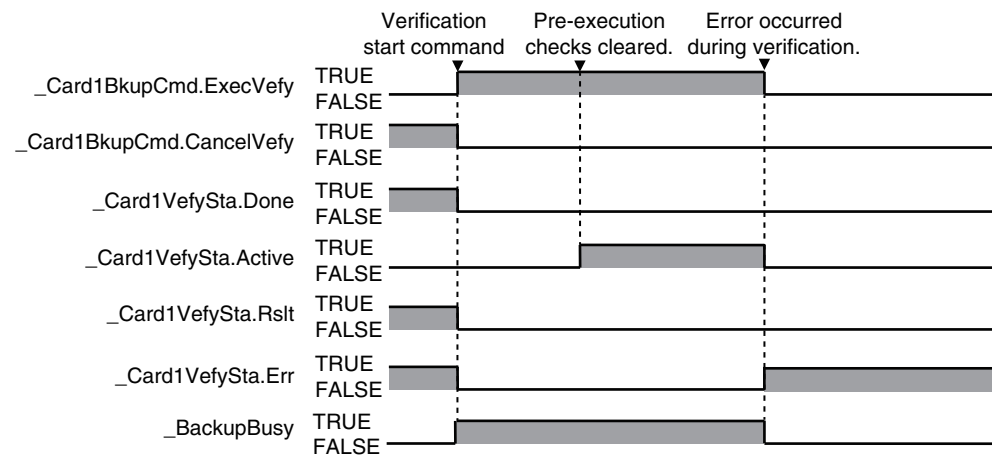 Verification
start command
Pre-execution
checks cleared.
Error occurred
during verification.
_Card1BkupCmd.ExecVefy
TRUE
FALSE
_Card1BkupCmd.CancelVefy
TRUE
FALSE
_Card1VefySta.Done
TRUE
FALSE
_Card1VefySta.Active
TRUE
FALSE
_Card1VefySta.Rslt
TRUE
FALSE
_Card1VefySta.Err
TRUE
FALSE
_BackupBusy
TRUE
FALSE